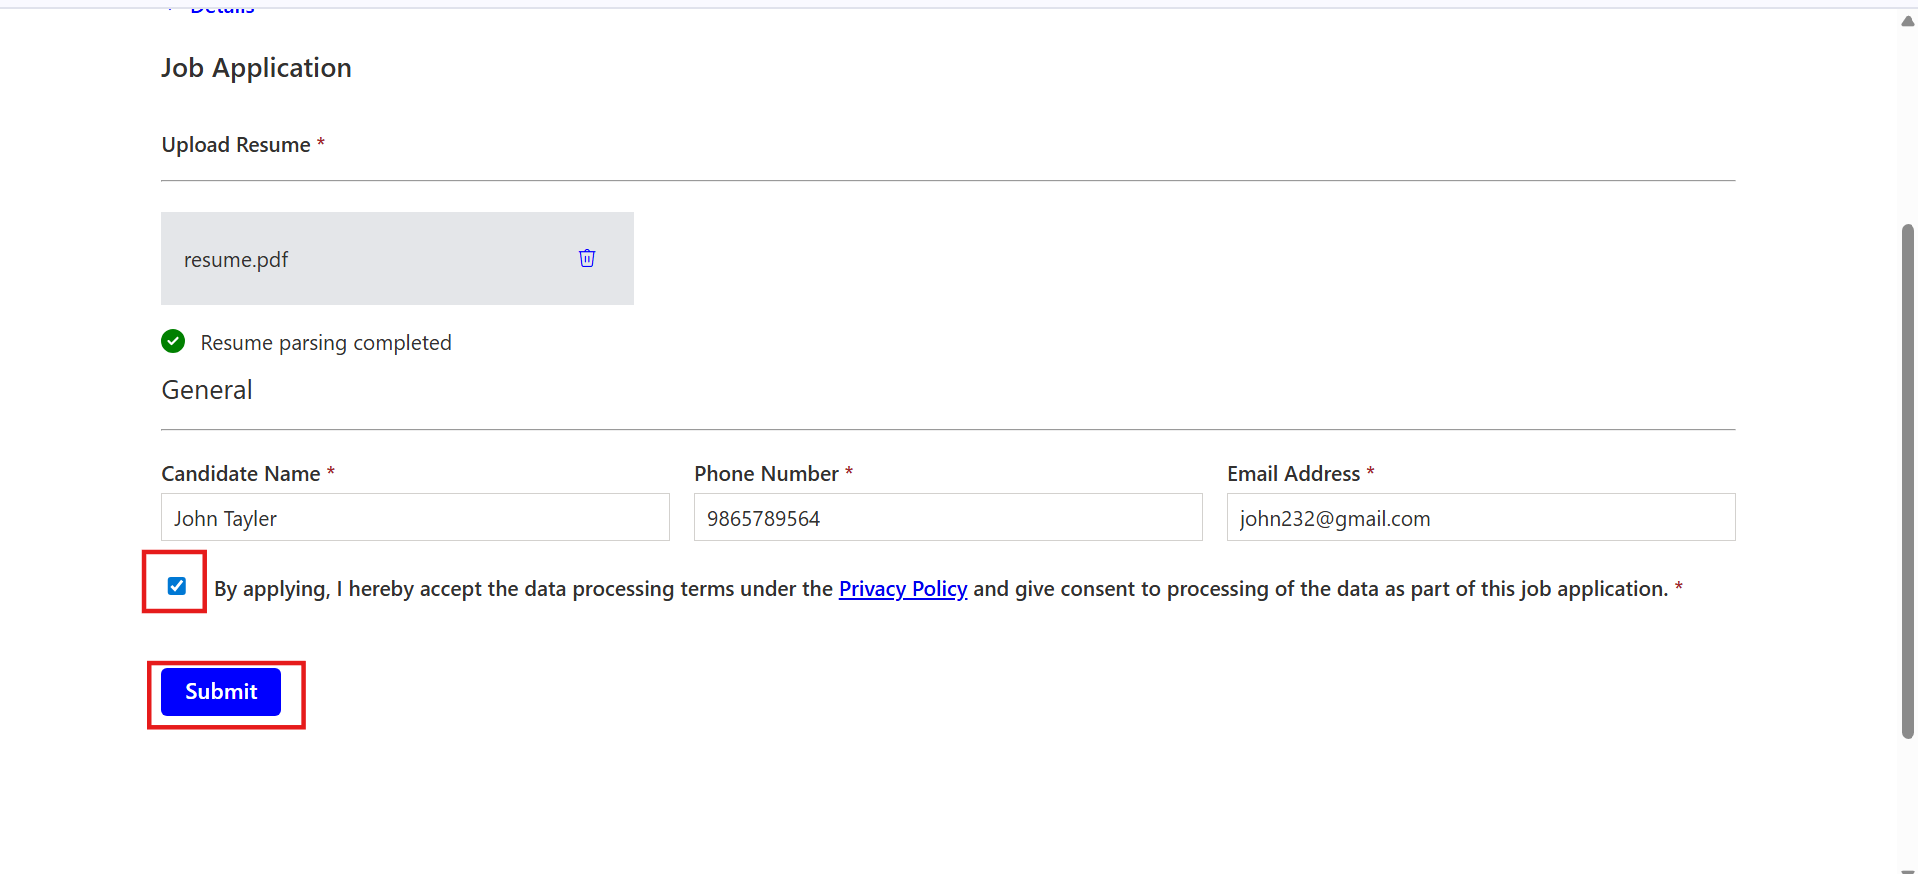 Details
Job Application
Upload Resume *
resume.pdf
Resume parsing completed
General
Candidate Name * Phone Number * Email Address *
John Tayler 9865789564 john232@gmail.com
By applying, I hereby accept the data processing terms under the Privacy Policy and give consent to processing of the data as part of this job application. *
Submit